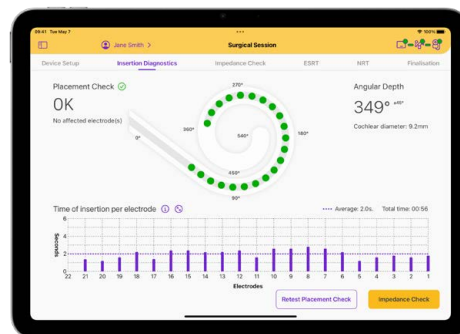 09:41 Tue May 7
100%
Jane Smith >
Surgical Session
Device Setup
Insertion Diagnostics
Impedance Check
ESRT
NRT
Finalisation
Placement Check
OK
No affected electrode(s)
270°
360°
0°
540°
180°
450°
90°
Angular Depth
349°
Cochlear diameter: 9.2mm
Time of insertion per electrode
Average: 2.0s.
Total time: 00:56
Seconds
6
4
2
0
22 21 20 19 18 17 16 15 14 13 12 11 10 9 8 7 6 5 4 3 2 1
Electrodes
Retest Placement Check
Impedance Check